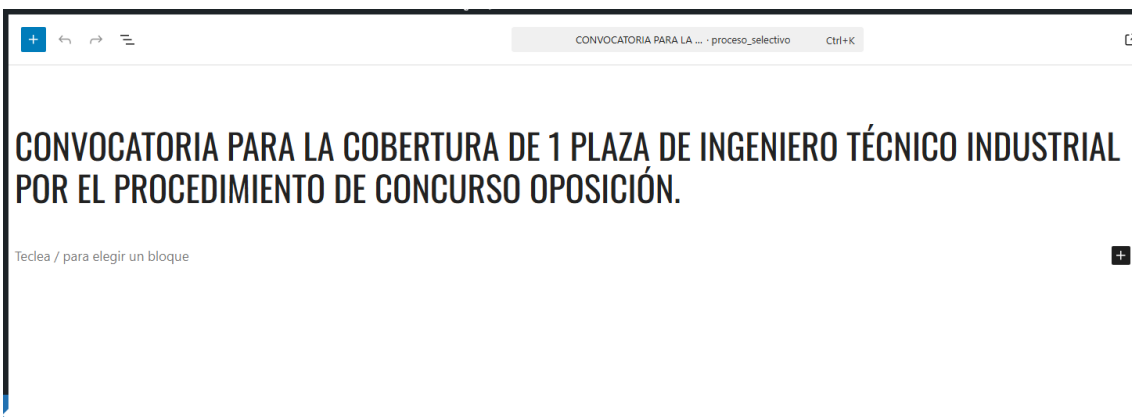 CONVOCATORIA PARA LA ... · proceso_selectivo Ctrl+K
CONVOCATORIA PARA LA COBERTURA DE 1 PLAZA DE INGENIERO TÉCNICO INDUSTRIAL
POR EL PROCEDIMIENTO DE CONCURSO OPOSICIÓN.
Teclea / para elegir un bloque